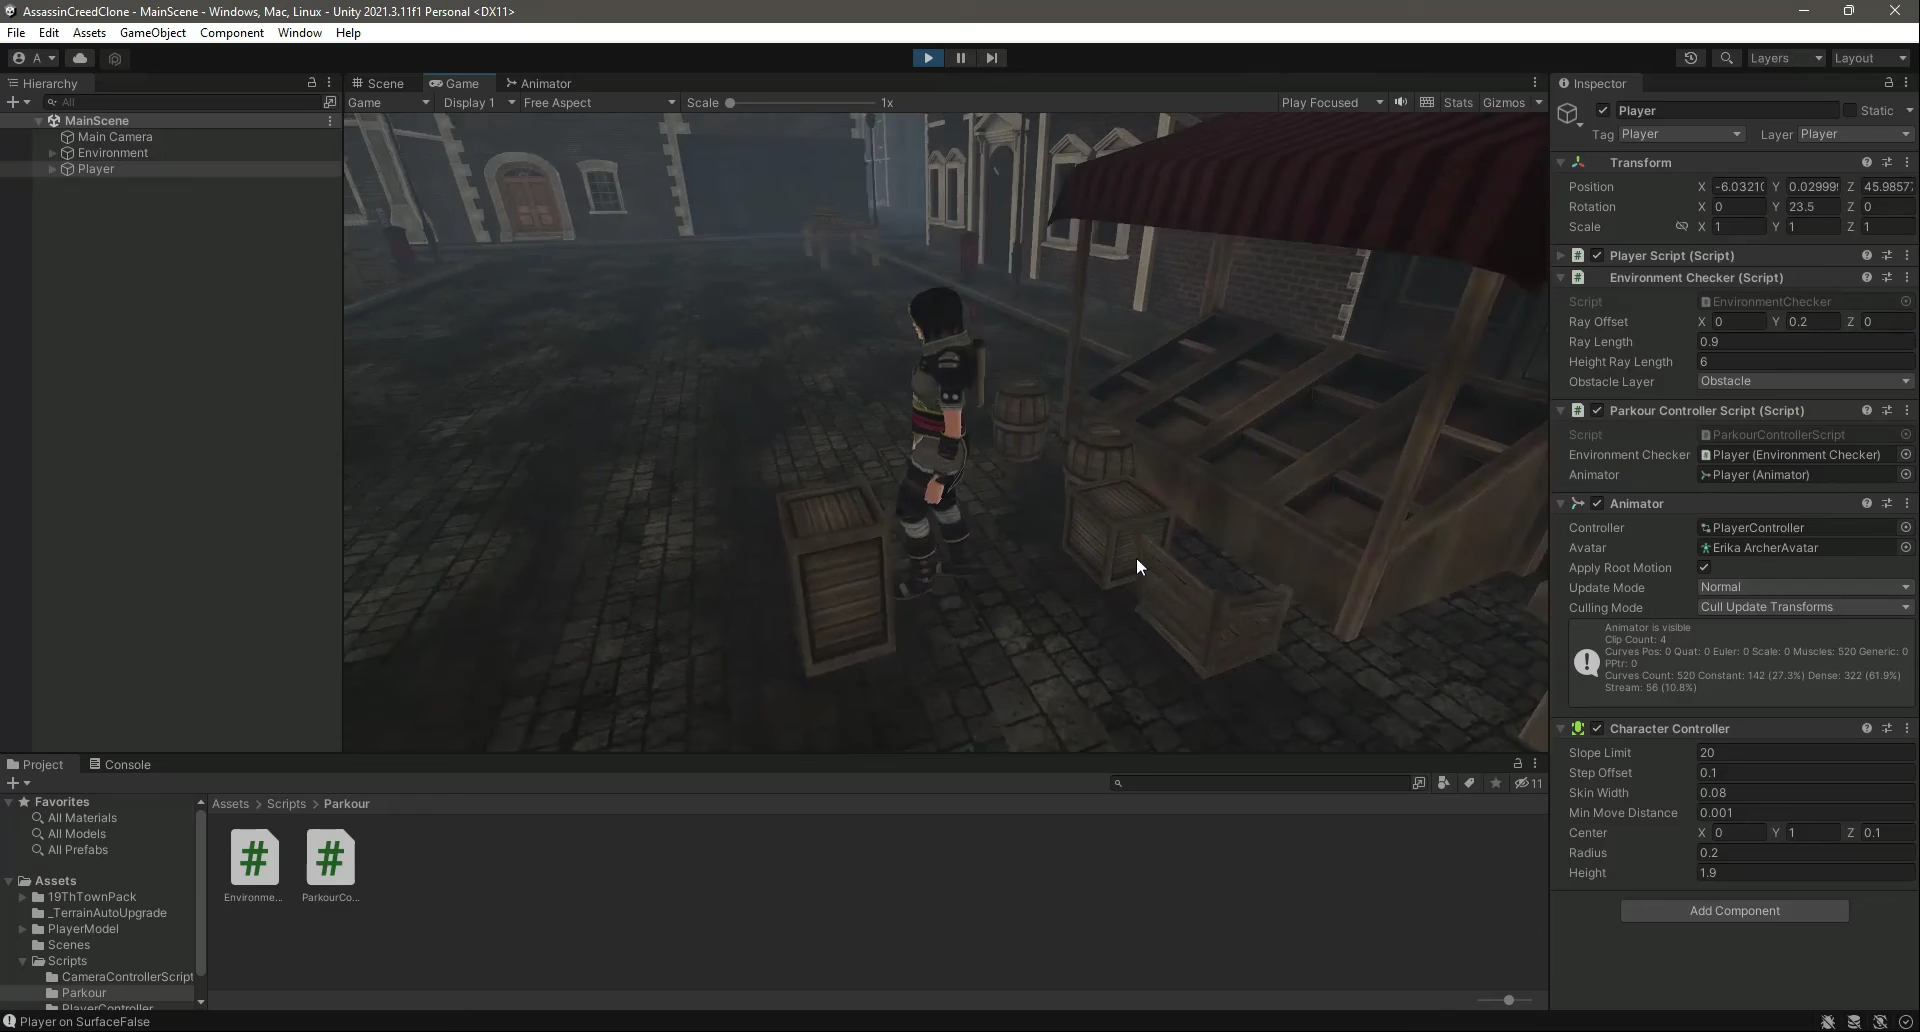 AssassinCreedClone - MainScene - Windows, Mac, Linux - Unity 2021.3.11f1 Personal <DX11>
File Edit Assets GameObject Component Window Help
A Layers Layout
Hierarchy
All
MainScene
Main Camera
Environment
Player
Scene Game Animator
Game Display 1 Free Aspect Scale 1x Play Focused Stats Gizmos
Inspector
Player Static
Tag Player Layer Player
Transform
Position X -6.0321( Y 0.02999 Z 45.9857
Rotation X 0 Y 23.5 Z 0
Scale X 1 Y 1 Z 1
# Player Script (Script)
# Environment Checker (Script)
Script EnvironmentChecker
Ray Offset X 0 Y 0.2 Z 0
Ray Length 0.9
Height Ray Length 6
Obstacle Layer Obstacle
# Parkour Controller Script (Script)
Script ParkourControllerScript
Environment Checker Player (Environment Checker)
Animator Player (Animator)
Animator
Controller PlayerController
Avatar Erika ArcherAvatar
Apply Root Motion
Update Mode Normal
Culling Mode Cull Update Transforms
Animator is visible
Clip Count: 4
Curves Pos: 0 Quat: 0 Euler: 0 Scale: 0 Muscles: 520 Generic: 0
PPtr: 0
Curves Count: 520 Constant: 142 (27.3%) Dense: 322 (61.9%)
Stream: 56 (10.8%)
Character Controller
Slope Limit 20
Step Offset 0.1
Skin Width 0.08
Min Move Distance 0.001
Center X 0 Y 1 Z 0.1
Radius 0.2
Height 1.9
Add Component
Project Console
11
Favorites
All Materials
All Models
All Prefabs
Assets
19ThTownPack
_TerrainAutoUpgrade
PlayerModel
Scenes
Scripts
CameraControllerScript
Parkour
PlayerController
Assets > Scripts > Parkour
# #
Environme... ParkourCo...
Player on SurfaceFalse